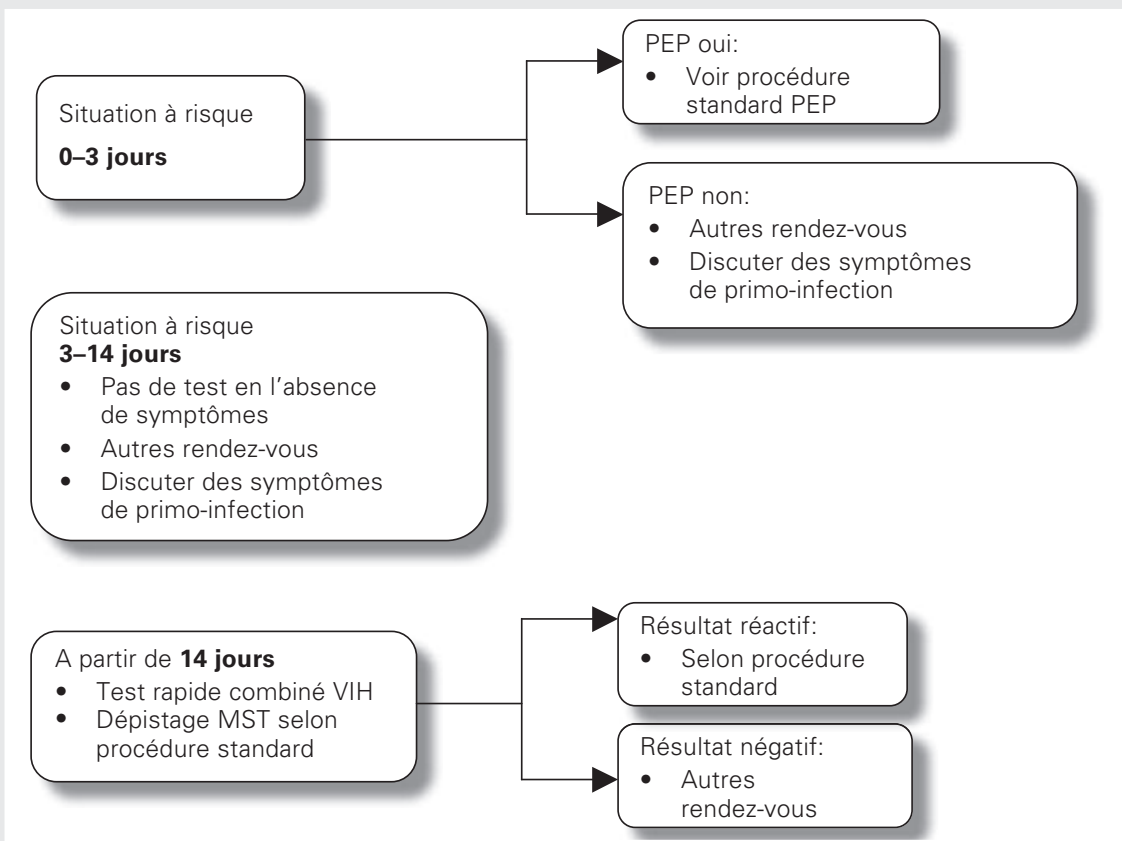 Situation à risque
0–3 jours
PEP oui:
• Voir procédure
standard PEP
PEP non:
• Autres rendez-vous
• Discuter des symptômes
de primo-infection
Situation à risque
3–14 jours
• Pas de test en l'absence
de symptômes
• Autres rendez-vous
• Discuter des symptômes
de primo-infection
A partir de 14 jours
• Test rapide combiné VIH
• Dépistage MST selon
procédure standard
Résultat réactif:
• Selon procédure
standard
Résultat négatif:
• Autres
rendez-vous